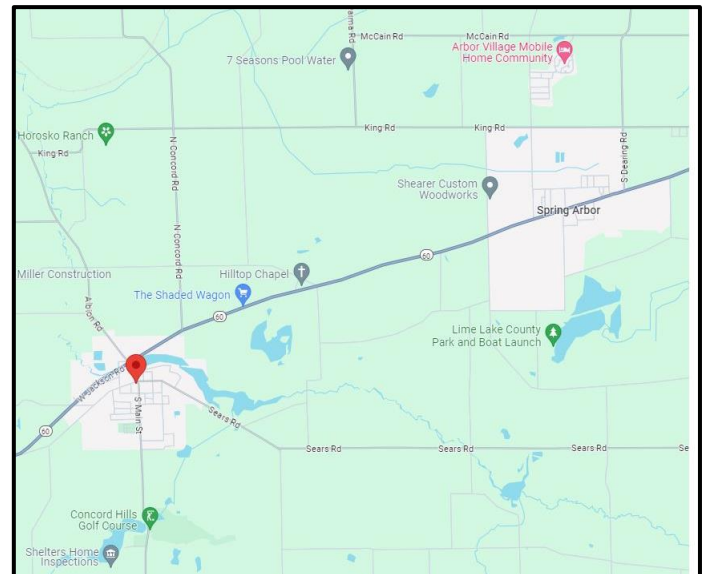 arma Rd
McCain Rd
McCain Rd
7 Seasons Pool Water
Arbor Village Mobile
Home Community
Horosko Ranch
King Rd
King Rd
King Rd
N Concord Rd
S Dearing Rd
Shearer Custom
Woodworks
Spring Arbor
N Concord Rd
60
Miller Construction
Hilltop Chapel
The Shaded Wagon
Albion Rd
60
Lime Lake County
Park and Boat Launch
W Jackson Rd
Sears Rd
60
S Main St
Sears Rd
Sears Rd
Se
Concord Hills
Golf Course
Shelters Home
Inspections